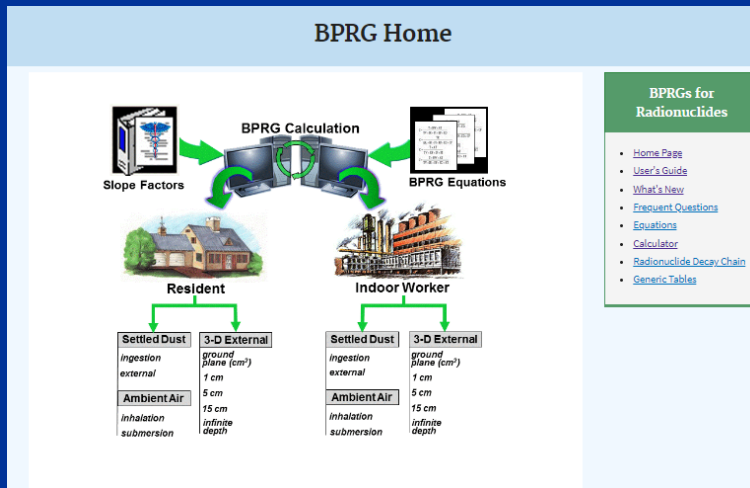 BPRG Home
BPRG Calculation
Slope Factors
BPRG Equations
Resident
Indoor Worker
Settled Dust
ingestion
external
Ambient Air
inhalation
submersion
3-D External
ground
plane (cm²)
1 cm
5 cm
15 cm
infinite
depth
Settled Dust
ingestion
external
Ambient Air
inhalation
submersion
3-D External
ground
plane (cm²)
1 cm
5 cm
15 cm
infinite
depth
BPRGs for
Radionuclides
Home Page
User's Guide
What's New
Frequent Questions
Equations
Calculator
Radionuclide Decay Chain
Generic Tables